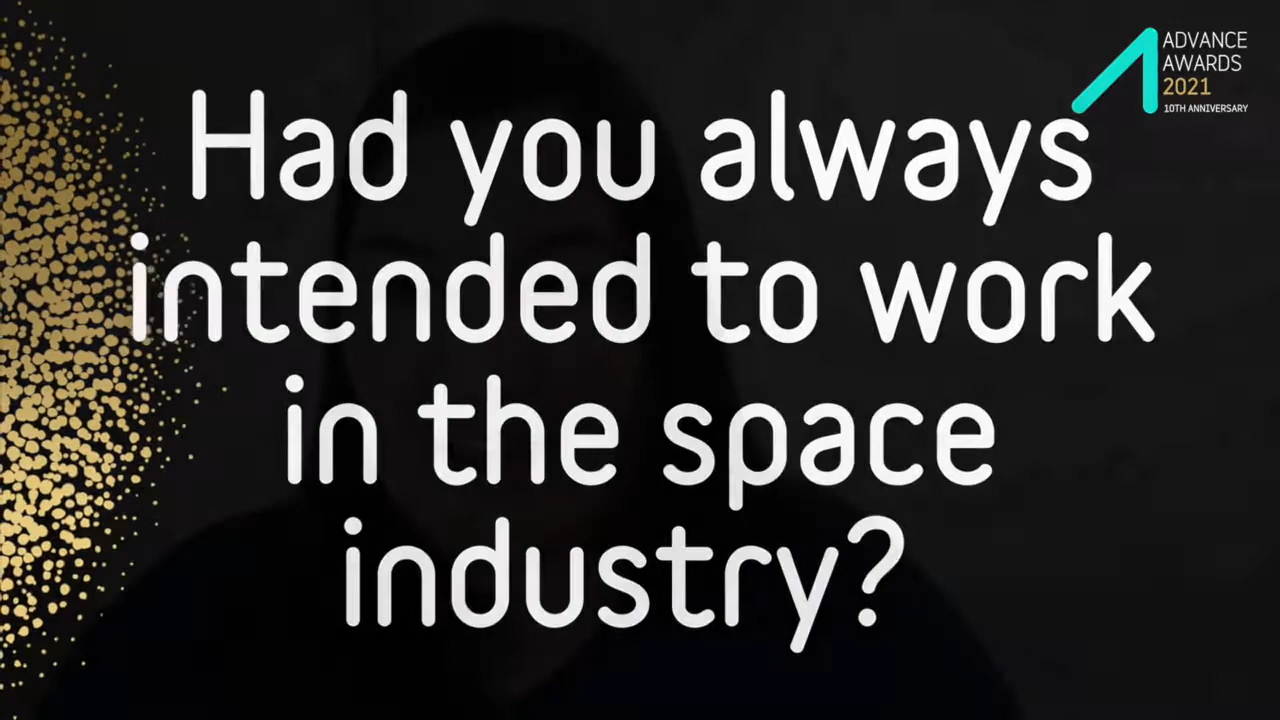 ADVANCE
AWARDS
2021
10TH ANNIVERSARY
Had you always
intended to work
in the space
industry?